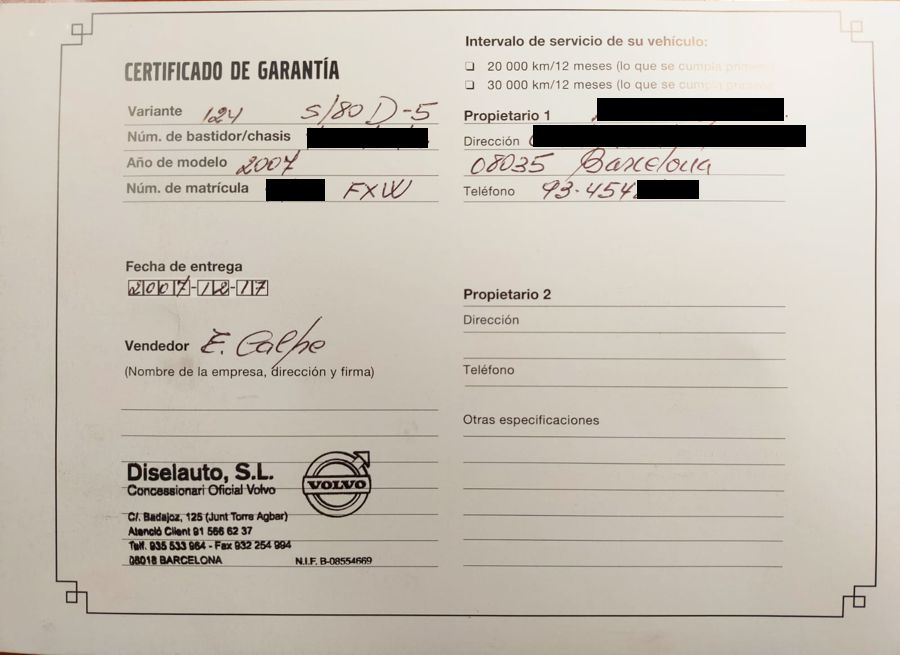 CERTIFICADO DE GARANTÍA
Variante 124 S/80 D-5
Núm. de bastidor/chasis
Año de modelo 2007
Núm. de matrícula FXW
Fecha de entrega
2007-12-17
Vendedor E. Calpe
(Nombre de la empresa, dirección y firma)
Diselauto, S.L.
Concessionari Oficial Volvo
VOLVO
C/. Badajoz, 125 (Junt Torre Agbar)
Atenció Client 91 566 62 37
Telf. 935 533 964 - Fax 932 254 994
08018 BARCELONA N.I.F. B-08554669
Intervalo de servicio de su vehículo:
20 000 km/12 meses (lo que se cumpla primero)
30 000 km/12 meses (lo que se cumpla primero)
Propietario 1
Dirección
08035 Barcelona
Teléfono 93-454
Propietario 2
Dirección
Teléfono
Otras especificaciones